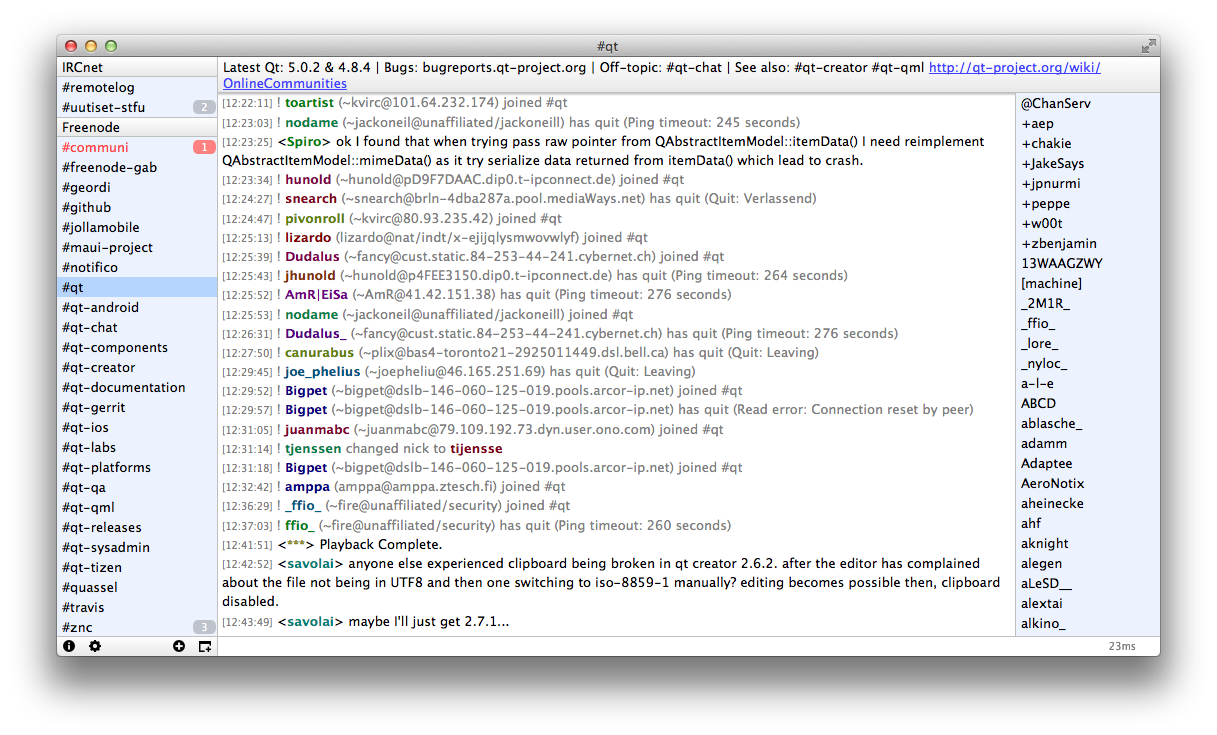 #qt
IRCnet
#remotelog
#uutiset-stfu 2
Freenode
#communi 1
#freenode-gab
#geordi
#github
#jollamobile
#maui-project
#notifico
#qt
#qt-android
#qt-chat
#qt-components
#qt-creator
#qt-documentation
#qt-gerrit
#qt-ios
#qt-labs
#qt-platforms
#qt-qa
#qt-qml
#qt-releases
#qt-sysadmin
#qt-tizen
#quassel
#travis
#znc 3
Latest Qt: 5.0.2 & 4.8.4 | Bugs: bugreports.qt-project.org | Off-topic: #qt-chat | See also: #qt-creator #qt-qml http://qt-project.org/wiki/
OnlineCommunities
[12:22:11] ! toartist (~kvirc@101.64.232.174) joined #qt
[12:23:03] ! nodame (~jackoneil@unaffiliated/jackoneill) has quit (Ping timeout: 245 seconds)
[12:23:25] <Spiro> ok I found that when trying pass raw pointer from QAbstractItemModel::itemData() I need reimplement
QAbstractItemModel::mimeData() as it try serialize data returned from itemData() which lead to crash.
[12:23:34] ! hunold (~hunold@pD9F7DAAC.dip0.t-ipconnect.de) joined #qt
[12:24:27] ! snearch (~snearch@brln-4dba287a.pool.mediaWays.net) has quit (Quit: Verlassend)
[12:24:47] ! pivonroll (~kvirc@80.93.235.42) joined #qt
[12:25:13] ! lizardo (lizardo@nat/indt/x-ejijqlysmwovwlyf) joined #qt
[12:25:39] ! Dudalus (~fancy@cust.static.84-253-44-241.cybernet.ch) joined #qt
[12:25:43] ! jhunold (~hunold@p4FEE3150.dip0.t-ipconnect.de) has quit (Ping timeout: 264 seconds)
[12:25:52] ! AmR|EiSa (~AmR@41.42.151.38) has quit (Ping timeout: 276 seconds)
[12:25:53] ! nodame (~jackoneil@unaffiliated/jackoneill) joined #qt
[12:26:31] ! Dudalus_ (~fancy@cust.static.84-253-44-241.cybernet.ch) has quit (Ping timeout: 276 seconds)
[12:27:50] ! canurabus (~plix@bas4-toronto21-2925011449.dsl.bell.ca) has quit (Quit: Leaving)
[12:29:45] ! joe_phelius (~joepheliu@46.165.251.69) has quit (Quit: Leaving)
[12:29:52] ! Bigpet (~bigpet@dslb-146-060-125-019.pools.arcor-ip.net) joined #qt
[12:29:57] ! Bigpet (~bigpet@dslb-146-060-125-019.pools.arcor-ip.net) has quit (Read error: Connection reset by peer)
[12:31:05] ! juanmabc (~juanmabc@79.109.192.73.dyn.user.ono.com) joined #qt
[12:31:14] ! tjenssen changed nick to tijensse
[12:31:18] ! Bigpet (~bigpet@dslb-146-060-125-019.pools.arcor-ip.net) joined #qt
[12:32:42] ! amppa (amppa@amppa.ztesch.fi) joined #qt
[12:36:29] ! _ffio_ (~fire@unaffiliated/security) joined #qt
[12:37:03] ! ffio_ (~fire@unaffiliated/security) has quit (Ping timeout: 260 seconds)
[12:41:51] <***> Playback Complete.
[12:42:52] <savolai> anyone else experienced clipboard being broken in qt creator 2.6.2. after the editor has complained
about the file not being in UTF8 and then one switching to iso-8859-1 manually? editing becomes possible then, clipboard
disabled.
[12:43:49] <savolai> maybe I'll just get 2.7.1...
@ChanServ
+aep
+chakie
+JakeSays
+jpnurmi
+peppe
+w00t
+zbenjamin
13WAAGZWY
[machine]
_2M1R_
_ffio_
_lore_
_nyloc_
a-l-e
ABCD
ablasche_
adamm
Adaptee
AeroNotix
aheinecke
ahf
aknight
alegen
aLeSD__
alextai
alkino_
23ms